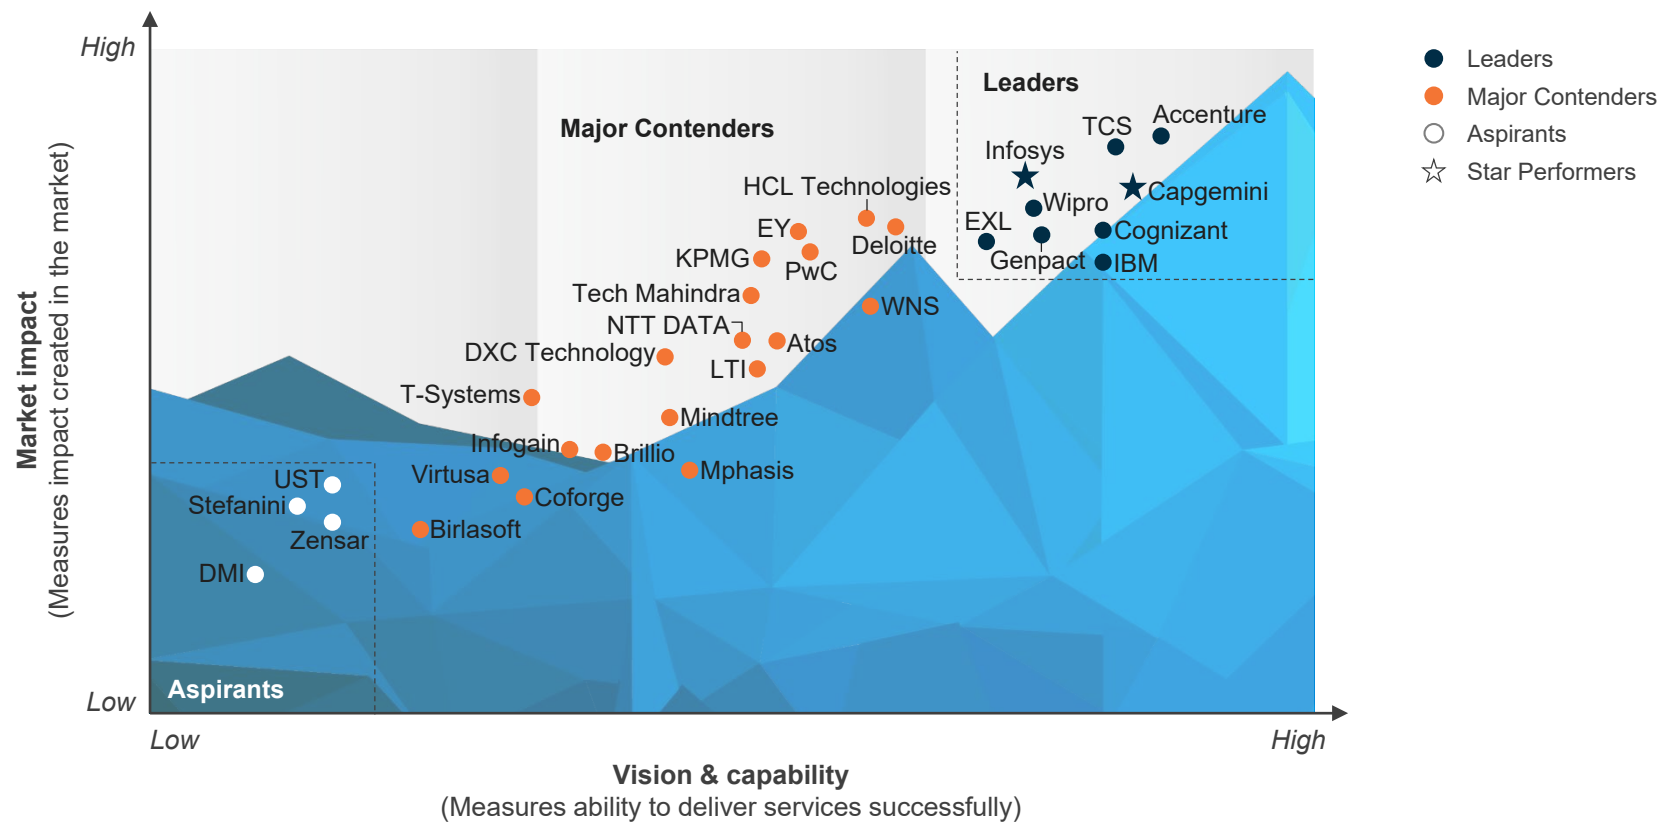 High
Leaders
Major Contenders
Aspirants
Star Performers
Leaders
Major Contenders
Accenture
TCS
Infosys
Capgemini
Wipro
EXL
Cognizant
Genpact
IBM
HCL Technologies
EY
Deloitte
KPMG
PwC
Tech Mahindra
WNS
NTT DATA
Atos
DXC Technology
LTI
T-Systems
Mindtree
Infogain
Brillio
Virtusa
Mphasis
Coforge
Birlasoft
UST
Stefanini
Zensar
DMI
Aspirants
Market impact
(Measures impact created in the market)
Low
Low
High
Vision & capability
(Measures ability to deliver services successfully)